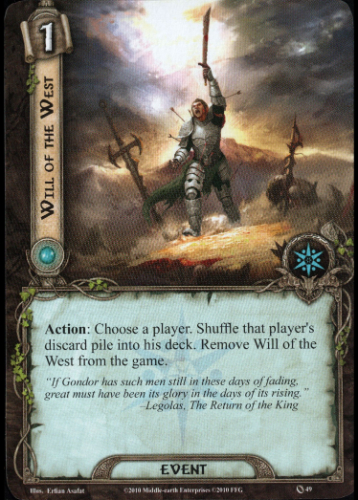 1
WILL OF THE WEST
Action: Choose a player. Shuffle that player's
discard pile into his deck. Remove Will of the
West from the game.
"If Gondor has such men still in these days of fading,
great must have been its glory in the days of its rising."
–Legolas, The Return of the King
EVENT
Illus. Erfian Asafat
©2010 Middle-earth Enterprises ©2010 FFG
49